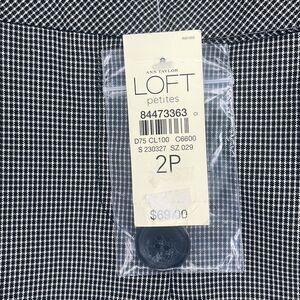 ANN TAYLOR
LOFT
petites
84473363
D75 CL100 C6600
S 230327 SZ 029
2P
$69.00